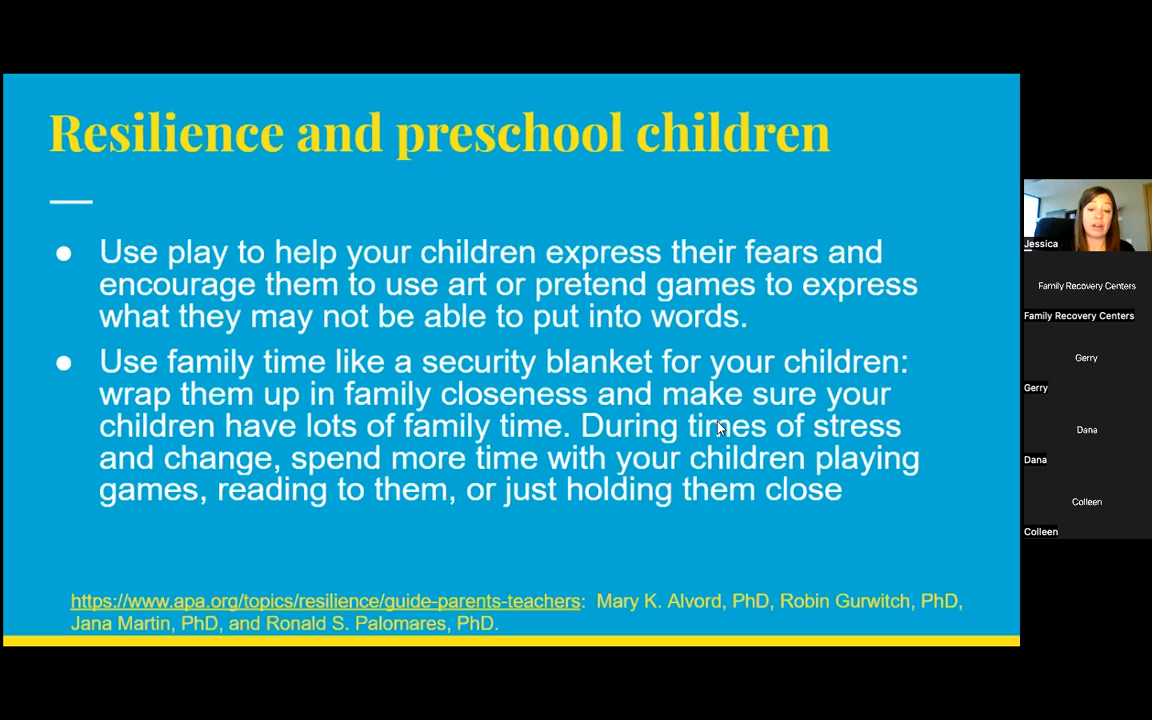 Resilience and preschool children
● Use play to help your children express their fears and
encourage them to use art or pretend games to express
what they may not be able to put into words.
● Use family time like a security blanket for your children:
wrap them up in family closeness and make sure your
children have lots of family time. During times of stress
and change, spend more time with your children playing
games, reading to them, or just holding them close
https://www.apa.org/topics/resilience/guide-parents-teachers: Mary K. Alvord, PhD, Robin Gurwitch, PhD,
Jana Martin, PhD, and Ronald S. Palomares, PhD.
Jessica
Family Recovery Centers
Family Recovery Centers
Gerry
Gerry
Dana
Dana
Colleen
Colleen